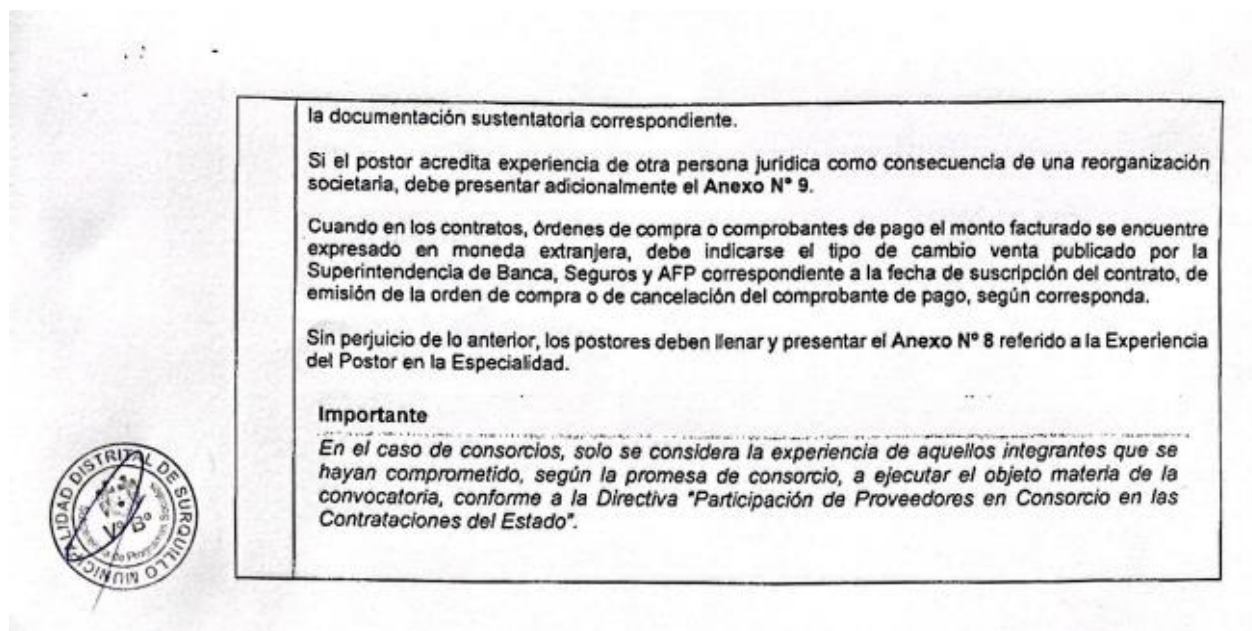 la documentación sustentatoria correspondiente.
Si el postor acredita experiencia de otra persona jurídica como consecuencia de una reorganización
societaria, debe presentar adicionalmente el Anexo N° 9.
Cuando en los contratos, órdenes de compra o comprobantes de pago el monto facturado se encuentre
expresado en moneda extranjera, debe indicarse el tipo de cambio venta publicado por la
Superintendencia de Banca, Seguros y AFP correspondiente a la fecha de suscripción del contrato, de
emisión de la orden de compra o de cancelación del comprobante de pago, según corresponda.
Sin perjuicio de lo anterior, los postores deben llenar y presentar el Anexo Nº 8 referido a la Experiencia
del Postor en la Especialidad.
Importante
En el caso de consorcios, solo se considera la experiencia de aquellos integrantes que se
hayan comprometido, según la promesa de consorcio, a ejecutar el objeto materia de la
convocatoria, conforme a la Directiva "Participación de Proveedores en Consorcio en las
Contrataciones del Estado".
MUNICIPALIDAD DISTRITAL DE SURQUILLO
V° B°